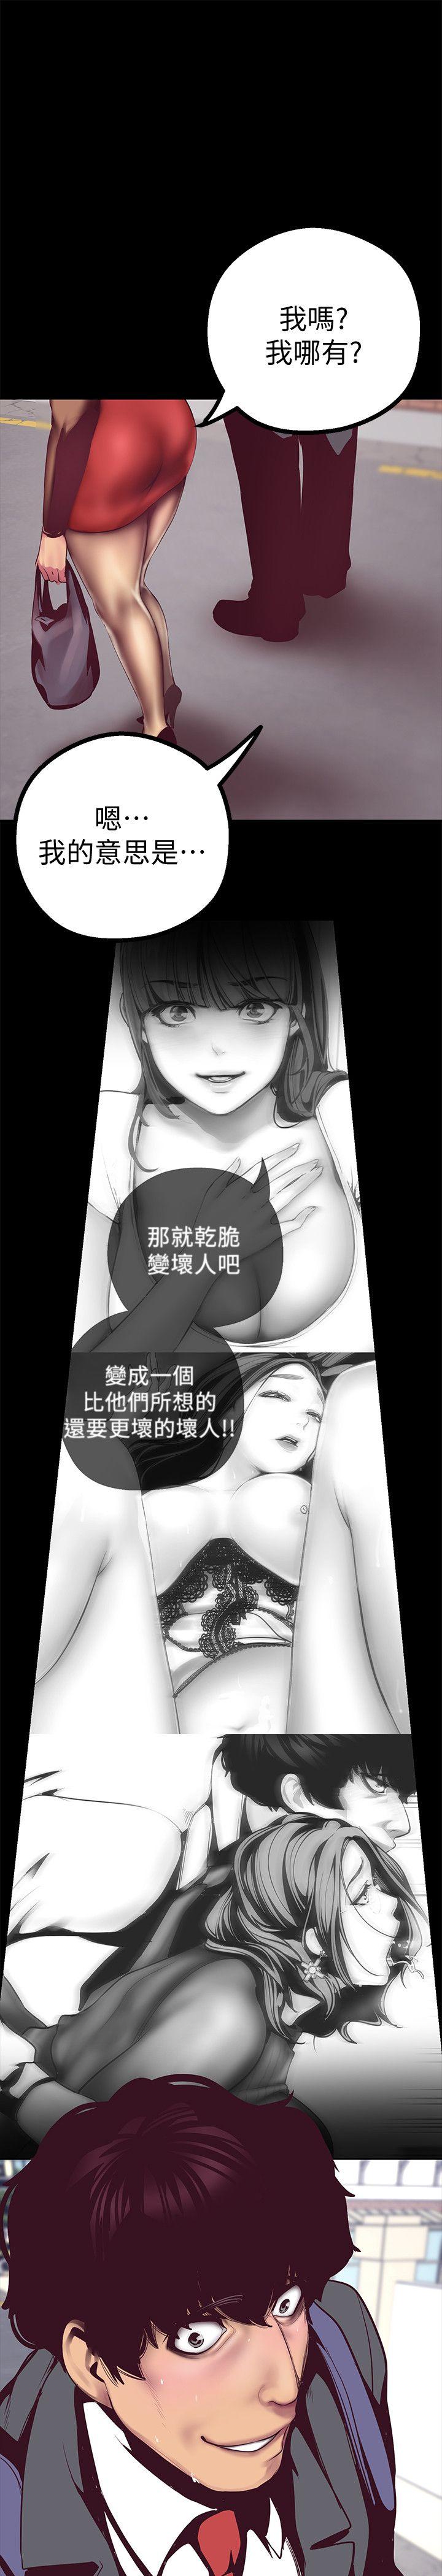 我嗎?
我哪有?
嗯…
我的意思是…
那就乾脆
變壞人吧
變成一個
比他們所想的
還要更壞的壞人!!